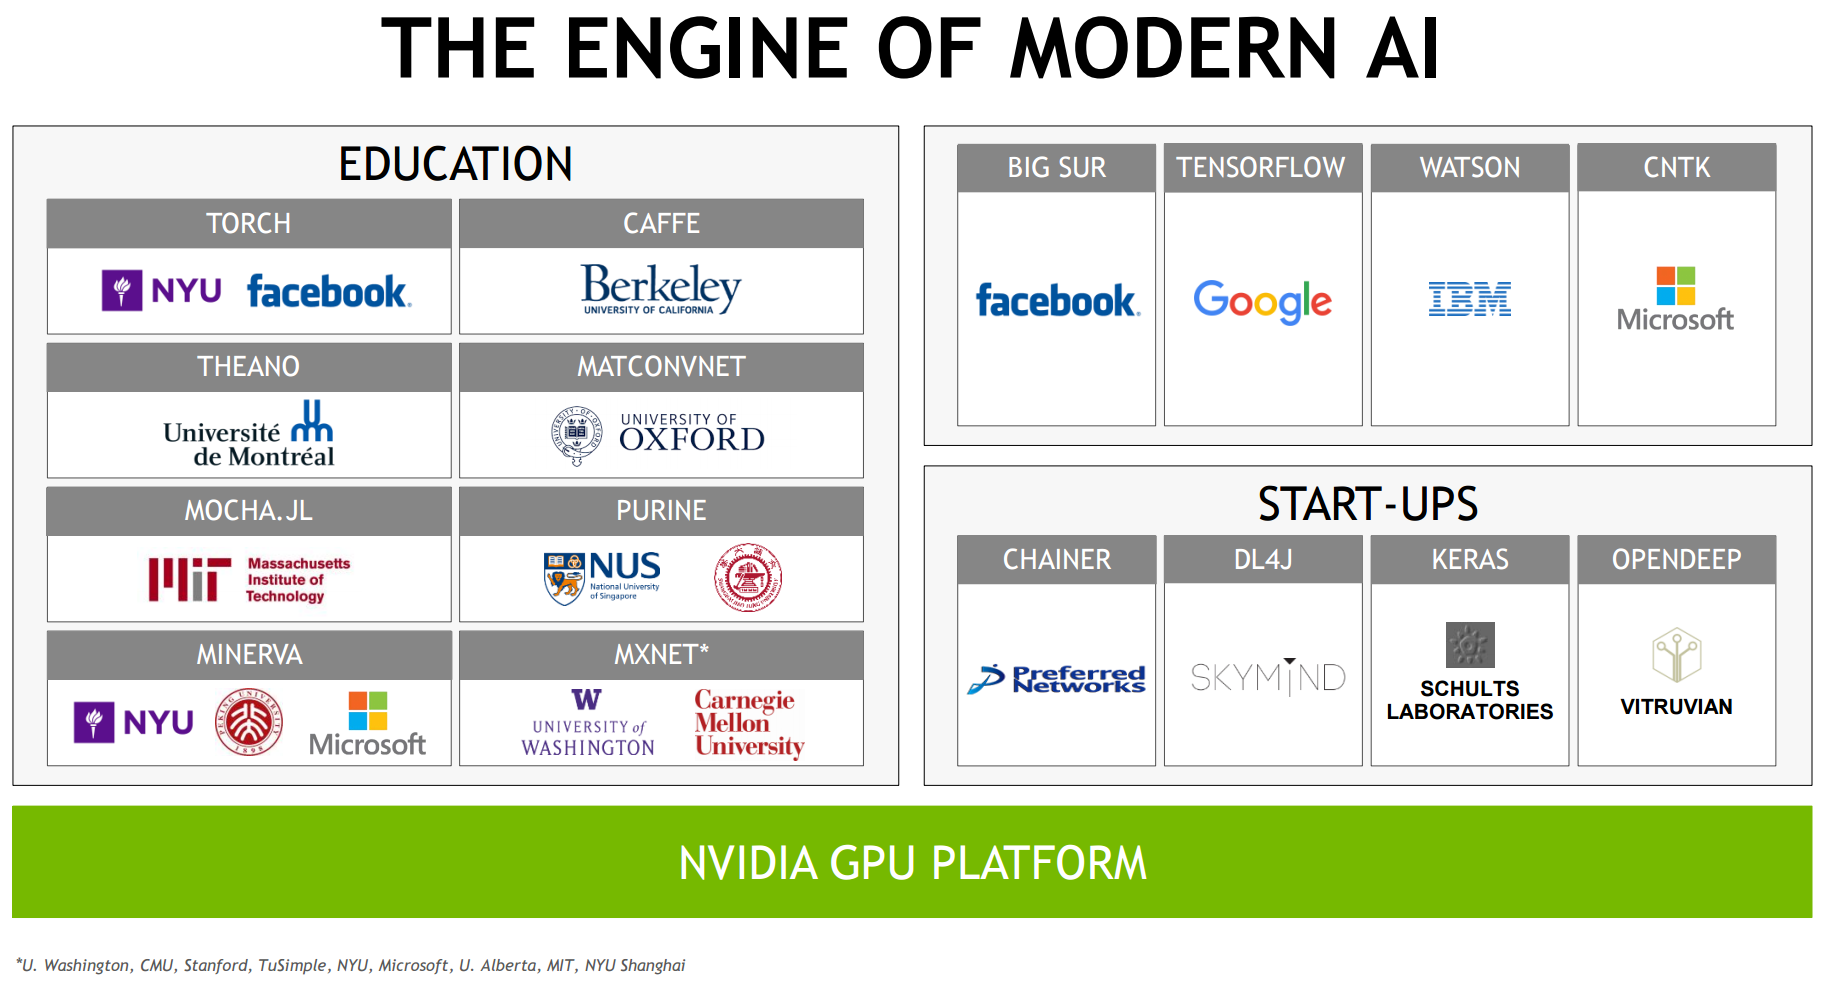 THE ENGINE OF MODERN AI
EDUCATION
TORCH
NYU
facebook.
CAFFE
Berkeley
UNIVERSITY OF CALIFORNIA
THEANO
Université
de Montréal
MATCONVNET
UNIVERSITY OF
OXFORD
MOCHA.JL
MIT
Massachusetts
Institute of
Technology
PURINE
NUS
National University
of Singapore
MINERVA
NYU
PEKING UNIVERSITY
1898
Microsoft
MXNET*
W
UNIVERSITY of
WASHINGTON
Carnegie
Mellon
University
BIG SUR
facebook.
TENSORFLOW
Google
WATSON
IBM
CNTK
Microsoft
START-UPS
CHAINER
Preferred
Networks
DL4J
SKYMIND
KERAS
SCHULTS
LABORATORIES
OPENDEEP
VITRUVIAN
NVIDIA GPU PLATFORM
*U. Washington, CMU, Stanford, TuSimple, NYU, Microsoft, U. Alberta, MIT, NYU Shanghai